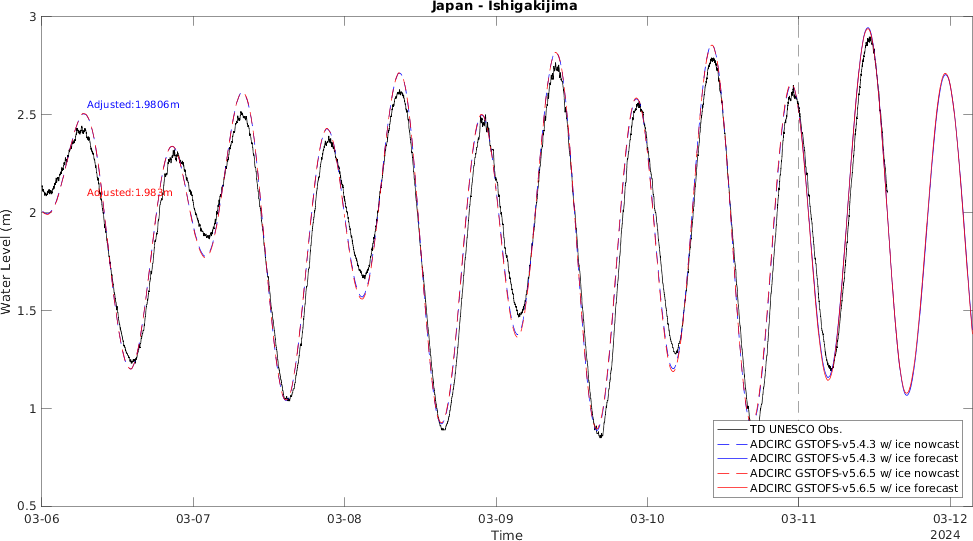 Japan - Ishigakijima
Water Level (m)
3
2.5
2
1.5
1
0.5
Adjusted:1.9806m
Adjusted:1.983m
TD UNESCO Obs.
ADCIRC GSTOFS-v5.4.3 w/ ice nowcast
ADCIRC GSTOFS-v5.4.3 w/ ice forecast
ADCIRC GSTOFS-v5.6.5 w/ ice nowcast
ADCIRC GSTOFS-v5.6.5 w/ ice forecast
03-06 03-07 03-08 03-09 03-10 03-11 03-12
Time
2024